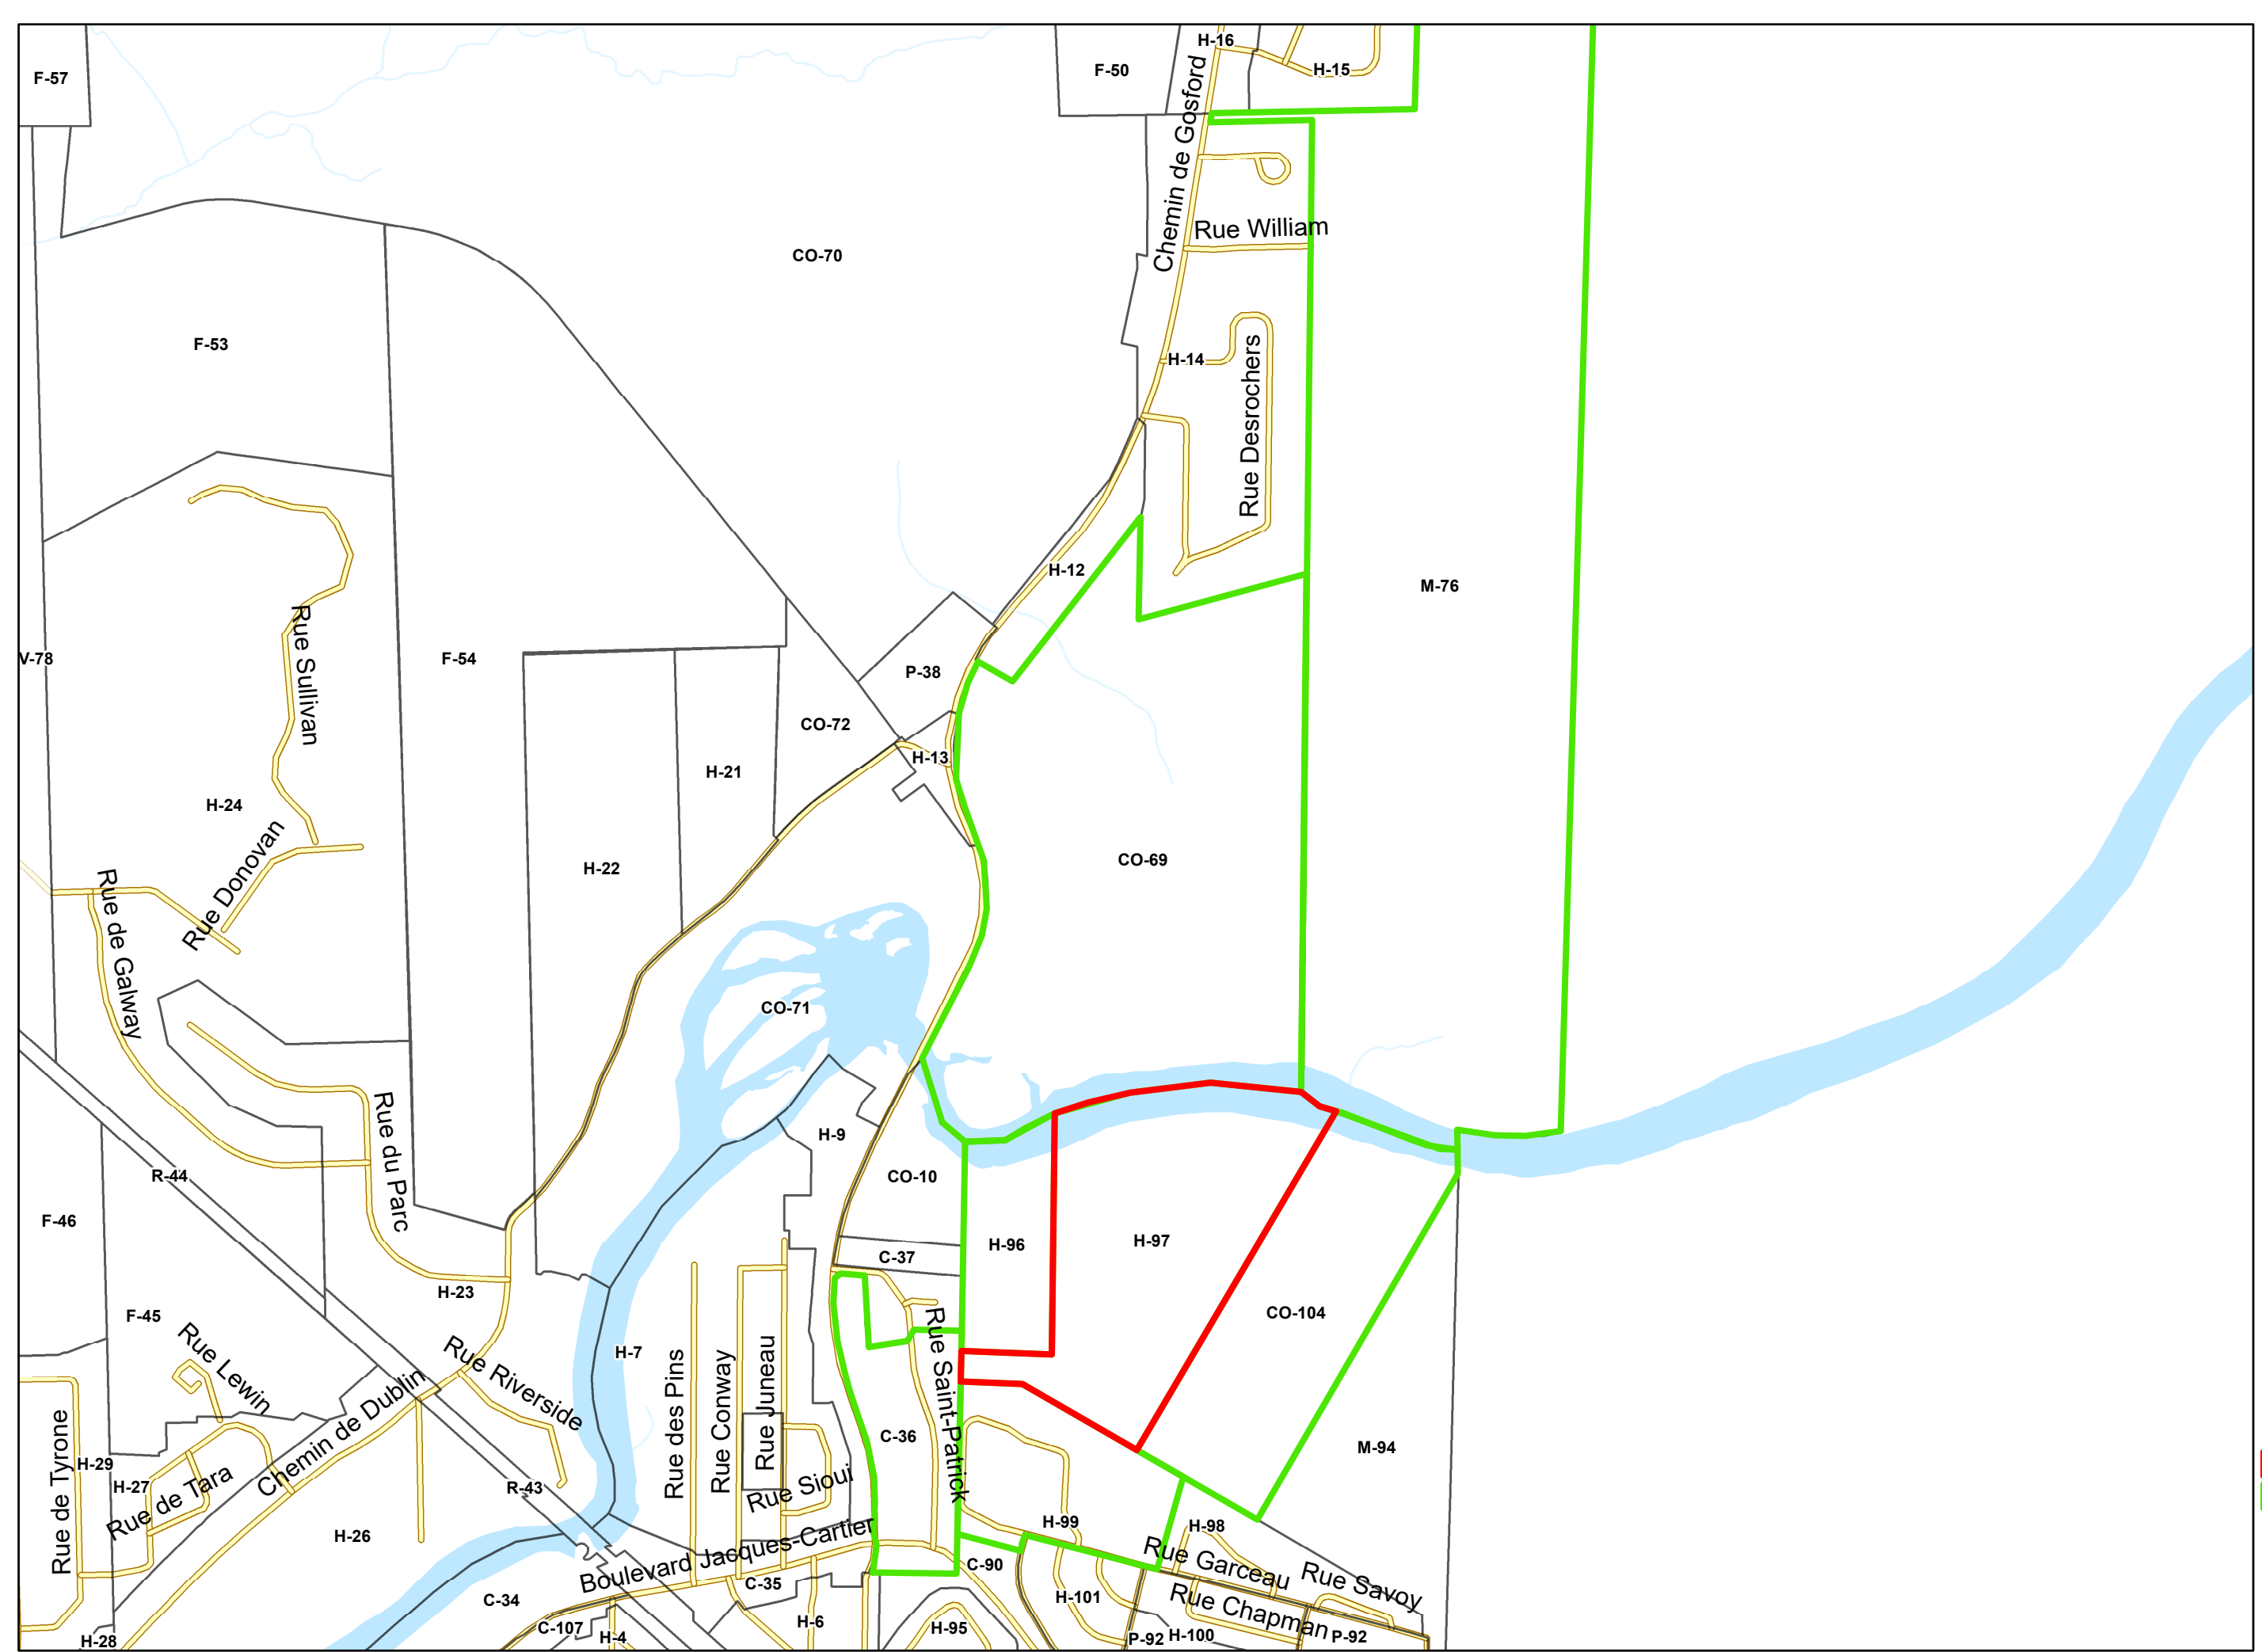 H-16
F-50
H-15
F-57
Chemin de Gosford
Rue William
CO-70
F-53
H-14
Rue Desrochers
H-12
M-76
Rue Sullivan
V-78
F-54
P-38
CO-72
H-13
H-21
H-24
Rue Donovan
H-22
CO-69
Rue de Galway
CO-71
Rue du Parc
H-9
R-44
CO-10
F-46
H-96
H-97
C-37
H-23
F-45
CO-104
Rue Lewin
Rue Riverside
H-7
Rue des Pins
Rue Conway
Rue Juneau
Rue Saint-Patrick
C-36
M-94
Chemin de Dublin
Rue de Tyrone
H-29
H-27
Rue de Tara
R-43
Rue Sioui
H-26
H-99
H-98
Boulevard Jacques-Cartier
Rue Garceau
Rue Savoy
C-90
C-35
C-34
H-101
Rue Chapman
H-6
C-107
H-4
H-95
H-28
P-92
H-100
P-92